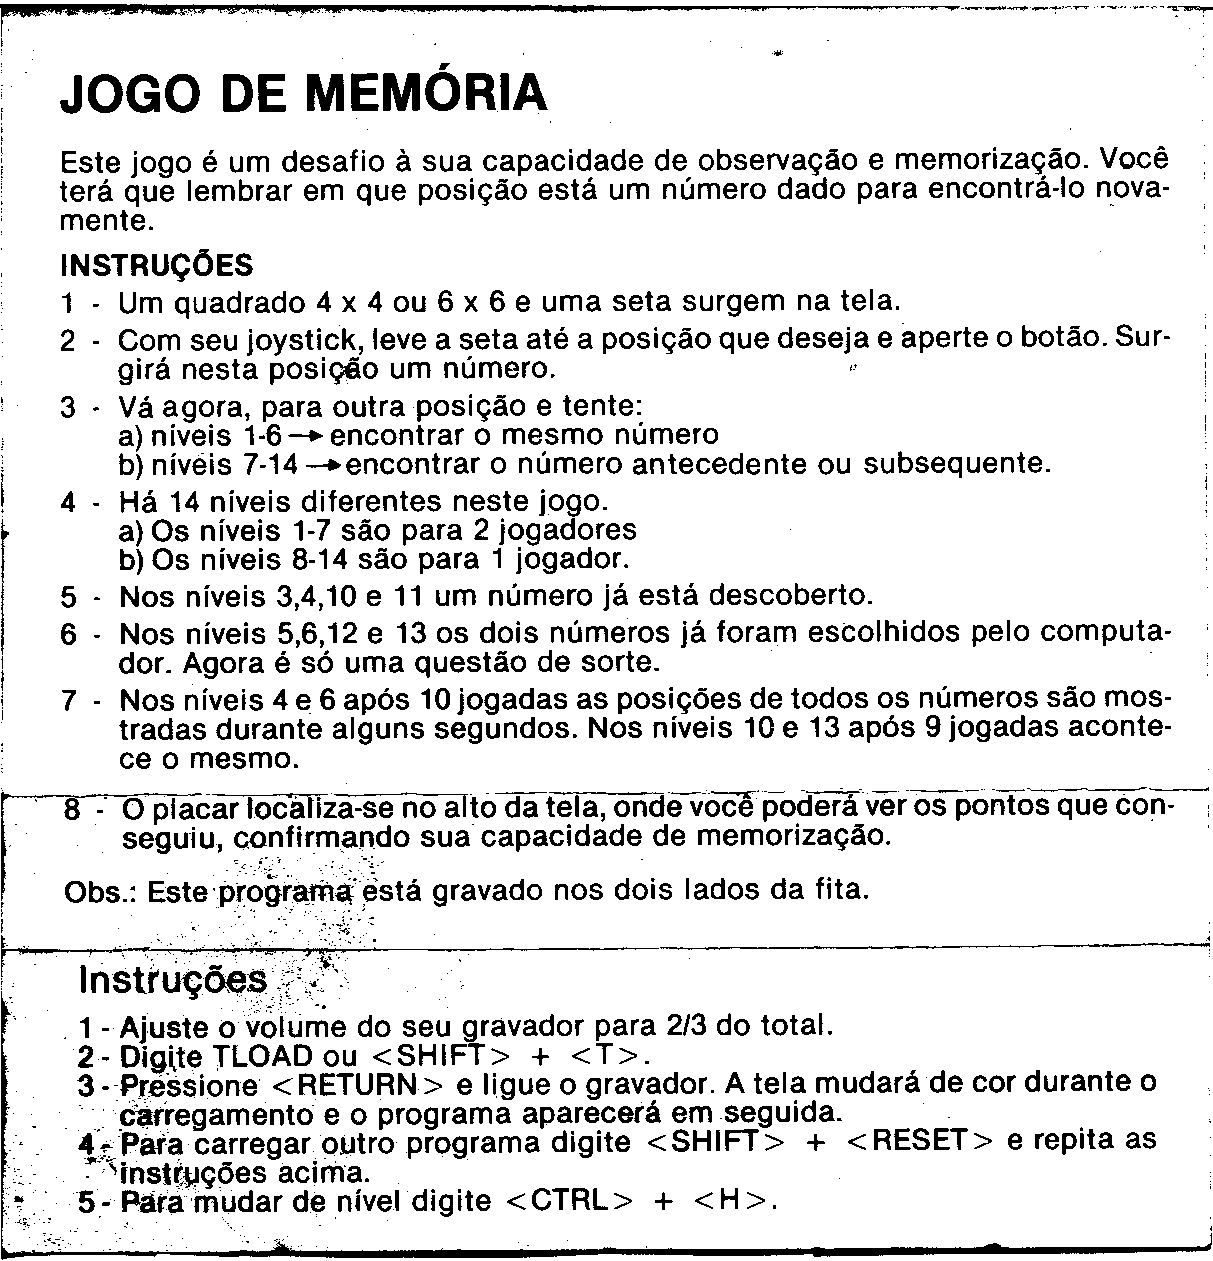 JOGO DE MEMÓRIA
Este jogo é um desafio à sua capacidade de observação e memorização. Você
terá que lembrar em que posição está um número dado para encontrá-lo nova-
mente.
INSTRUÇÕES
1 - Um quadrado 4 x 4 ou 6 x 6 e uma seta surgem na tela.
2 - Com seu joystick, leve a seta até a posição que deseja e aperte o botão. Sur-
girá nesta posição um número.
3 - Vá agora, para outra posição e tente:
a) níveis 1-6 → encontrar o mesmo número
b) níveis 7-14 → encontrar o número antecedente ou subsequente.
4 - Há 14 níveis diferentes neste jogo.
a) Os níveis 1-7 são para 2 jogadores
b) Os níveis 8-14 são para 1 jogador.
5 - Nos níveis 3,4,10 e 11 um número já está descoberto.
6 - Nos níveis 5,6,12 e 13 os dois números já foram escolhidos pelo computa-
dor. Agora é só uma questão de sorte.
7 - Nos níveis 4 e 6 após 10 jogadas as posições de todos os números são mos-
tradas durante alguns segundos. Nos níveis 10 e 13 após 9 jogadas aconte-
ce o mesmo.
8 - O placar localiza-se no alto da tela, onde você poderá ver os pontos que con-
seguiu, confirmando sua capacidade de memorização.
Obs.: Este programa está gravado nos dois lados da fita.
Instruções
1 - Ajuste o volume do seu gravador para 2/3 do total.
2 - Digite TLOAD ou <SHIFT> + <T>.
3 - Pressione <RETURN> e ligue o gravador. A tela mudará de cor durante o
carregamento e o programa aparecerá em seguida.
4 - Para carregar outro programa digite <SHIFT> + <RESET> e repita as
instruções acima.
5 - Para mudar de nível digite <CTRL> + <H>.